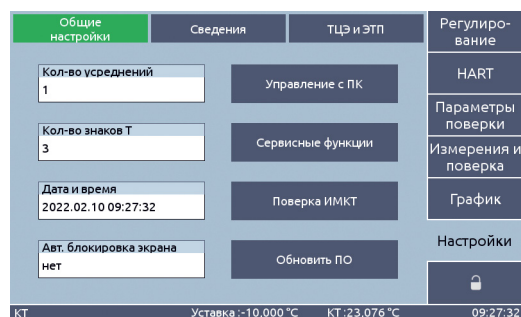 Общие
настройки
Сведения
ТЦЭ и ЭТП
Кол-во усреднений
1
Управление с ПК
Кол-во знаков Т
3
Сервисные функции
Дата и время
2022.02.10 09:27:32
Поверка ИМКТ
Авт. блокировка экрана
нет
Обновить ПО
Регулиро-
вание
HART
Параметры
поверки
Измерения и
поверка
График
Настройки
КТ Уставка :-10.000 °C КТ :23.076 °C 09:27:32